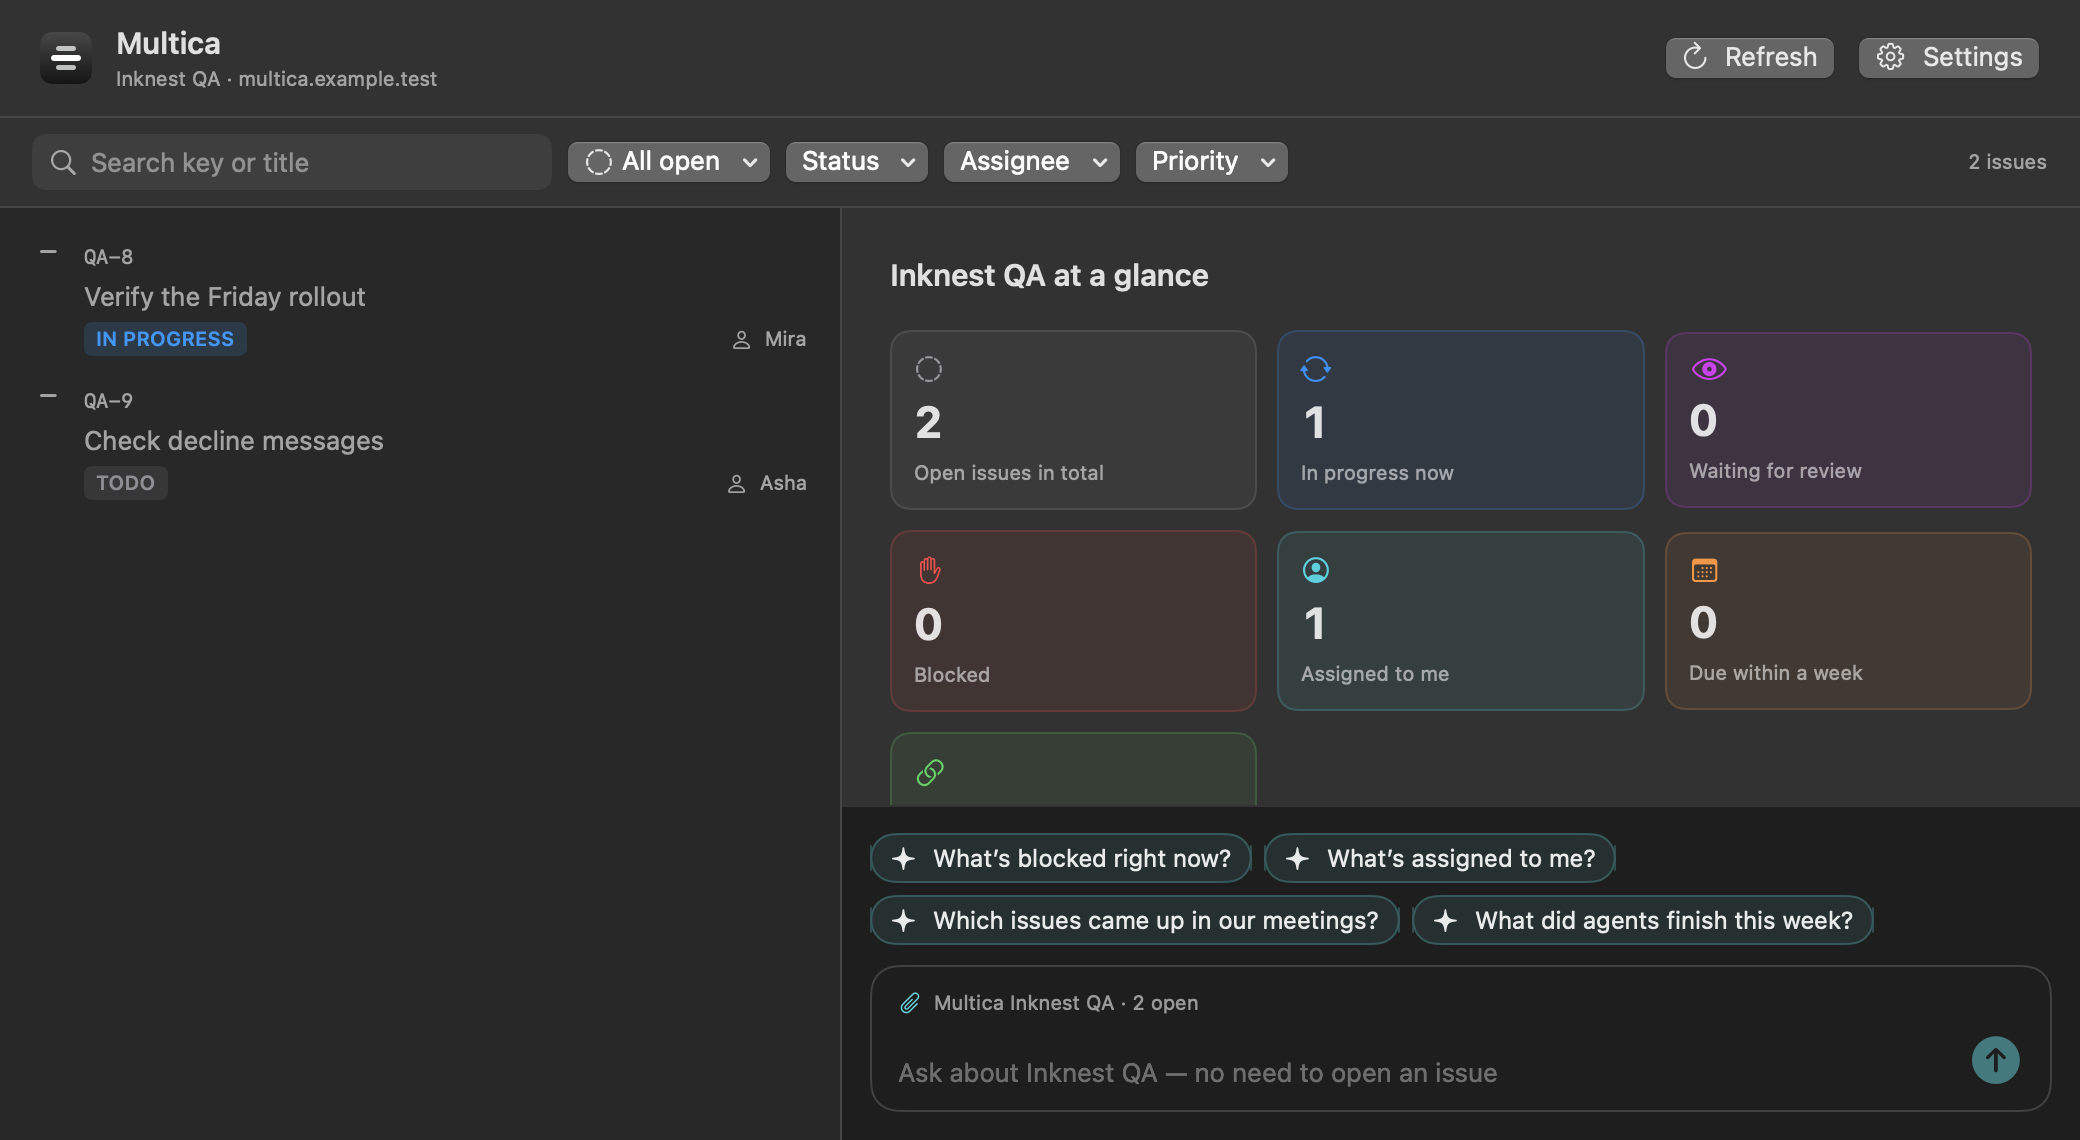 Multica
Inknest QA · multica.example.test
Refresh
Settings
Search key or title
All open
Status
Assignee
Priority
2 issues
QA-8
Verify the Friday rollout
IN PROGRESS
Mira
QA-9
Check decline messages
TODO
Asha
Inknest QA at a glance
2
Open issues in total
1
In progress now
0
Waiting for review
0
Blocked
1
Assigned to me
0
Due within a week
What’s blocked right now?
What’s assigned to me?
Which issues came up in our meetings?
What did agents finish this week?
Multica Inknest QA · 2 open
Ask about Inknest QA — no need to open an issue